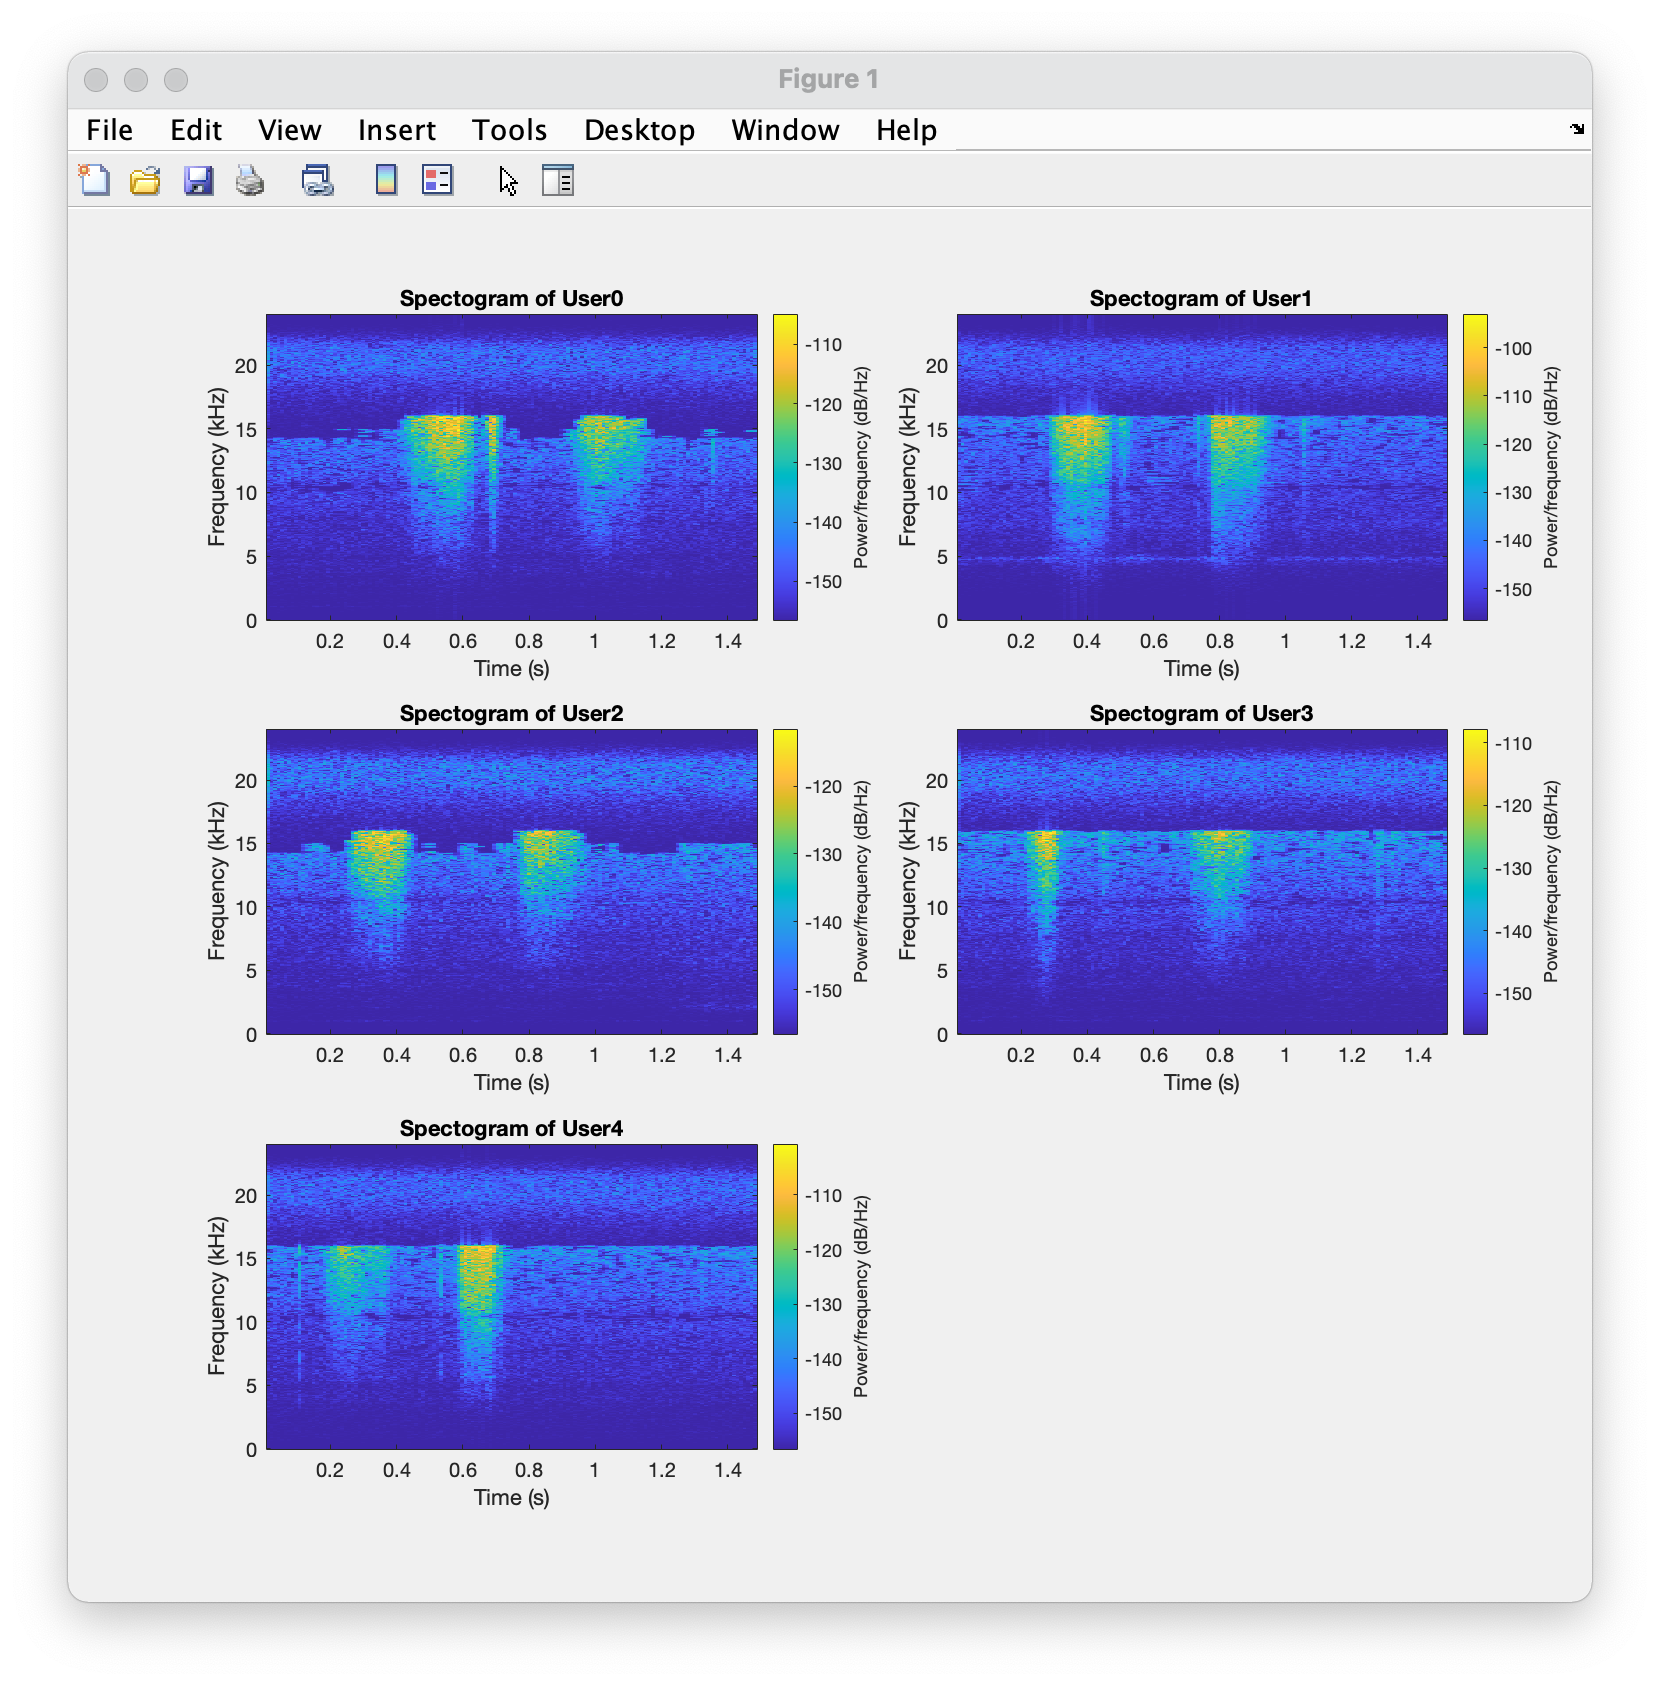 Figure 1
File Edit View Insert Tools Desktop Window Help
Spectogram of User0
20
15
10
5
0
Frequency (kHz)
0.2 0.4 0.6 0.8 1 1.2 1.4
Time (s)
-110
-120
-130
-140
-150
Power/frequency (dB/Hz)
Spectogram of User1
20
15
10
5
0
Frequency (kHz)
0.2 0.4 0.6 0.8 1 1.2 1.4
Time (s)
-100
-110
-120
-130
-140
-150
Power/frequency (dB/Hz)
Spectogram of User2
20
15
10
5
0
Frequency (kHz)
0.2 0.4 0.6 0.8 1 1.2 1.4
Time (s)
-120
-130
-140
-150
Power/frequency (dB/Hz)
Spectogram of User3
20
15
10
5
0
Frequency (kHz)
0.2 0.4 0.6 0.8 1 1.2 1.4
Time (s)
-110
-120
-130
-140
-150
Power/frequency (dB/Hz)
Spectogram of User4
20
15
10
5
0
Frequency (kHz)
0.2 0.4 0.6 0.8 1 1.2 1.4
Time (s)
-110
-120
-130
-140
-150
Power/frequency (dB/Hz)